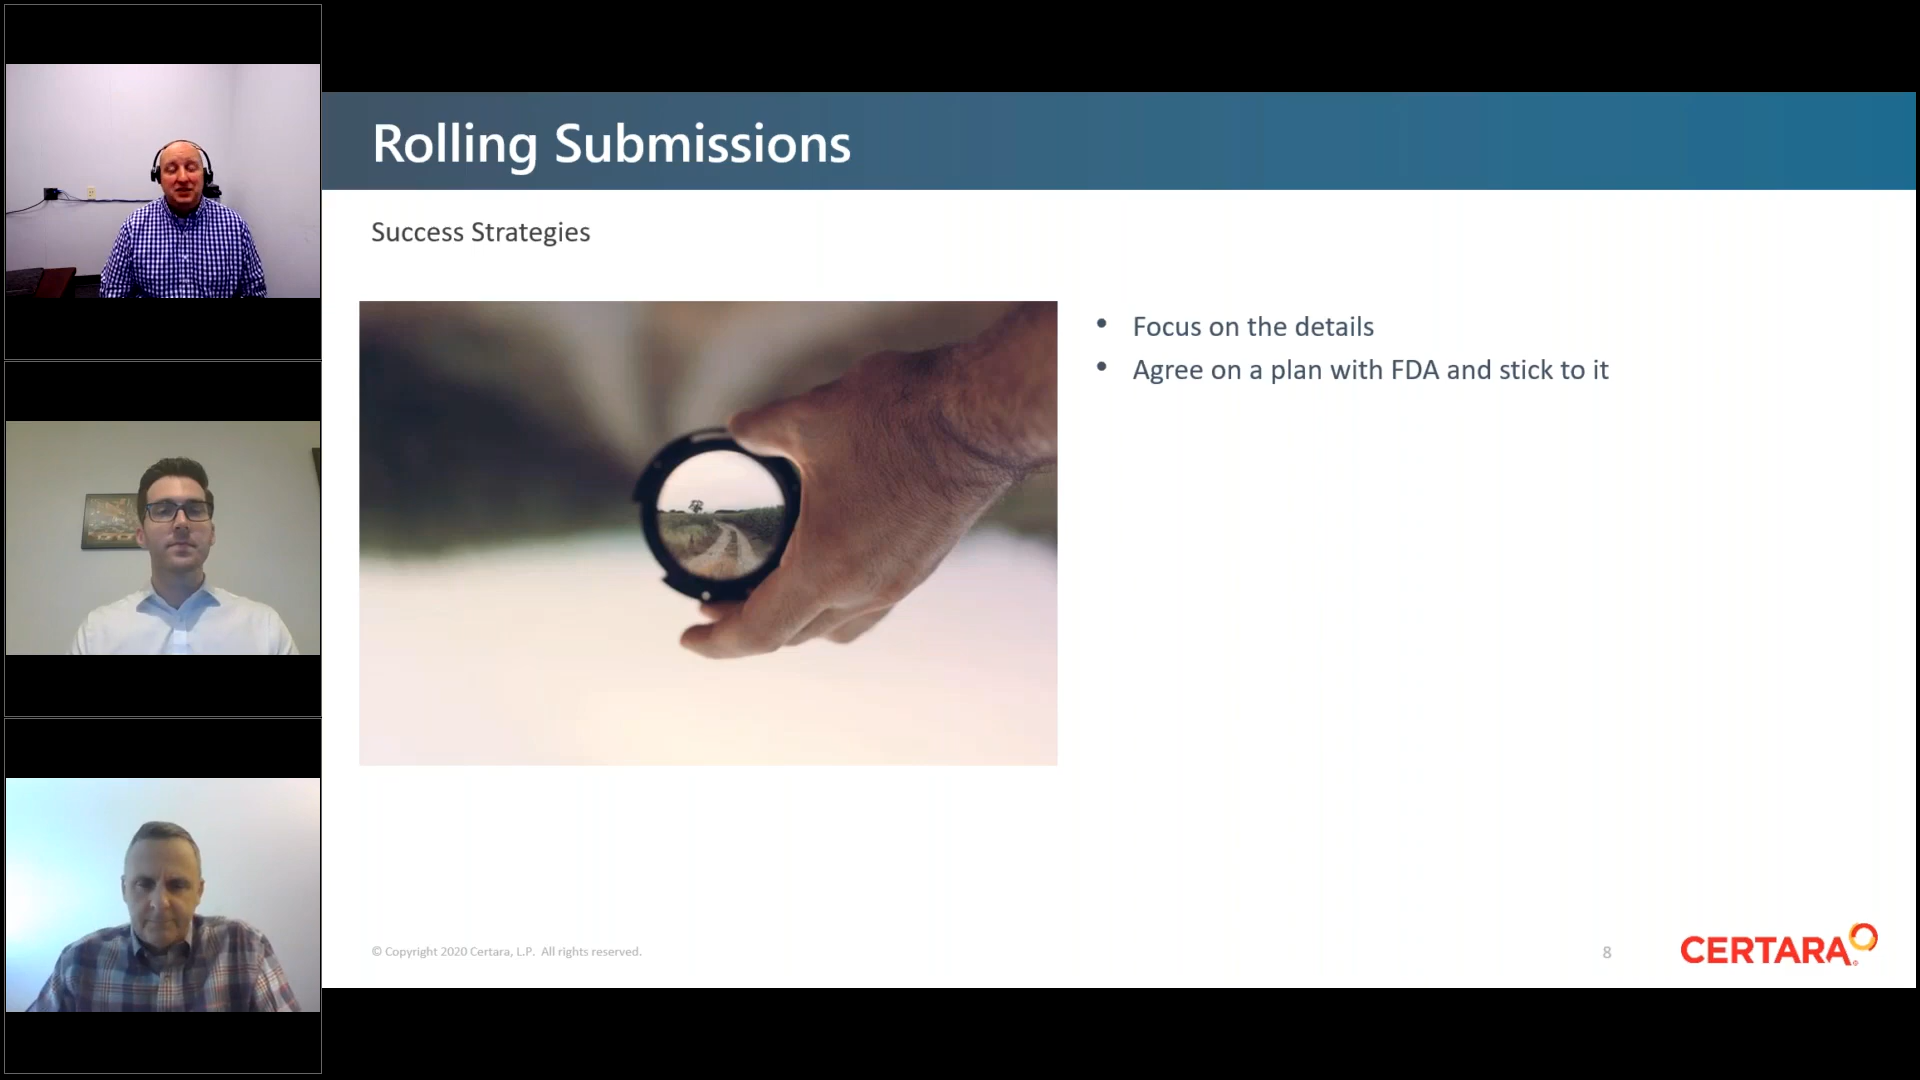 Rolling Submissions
Success Strategies
• Focus on the details
• Agree on a plan with FDA and stick to it
© Copyright 2020 Certara, L.P. All rights reserved.
8
CERTARA